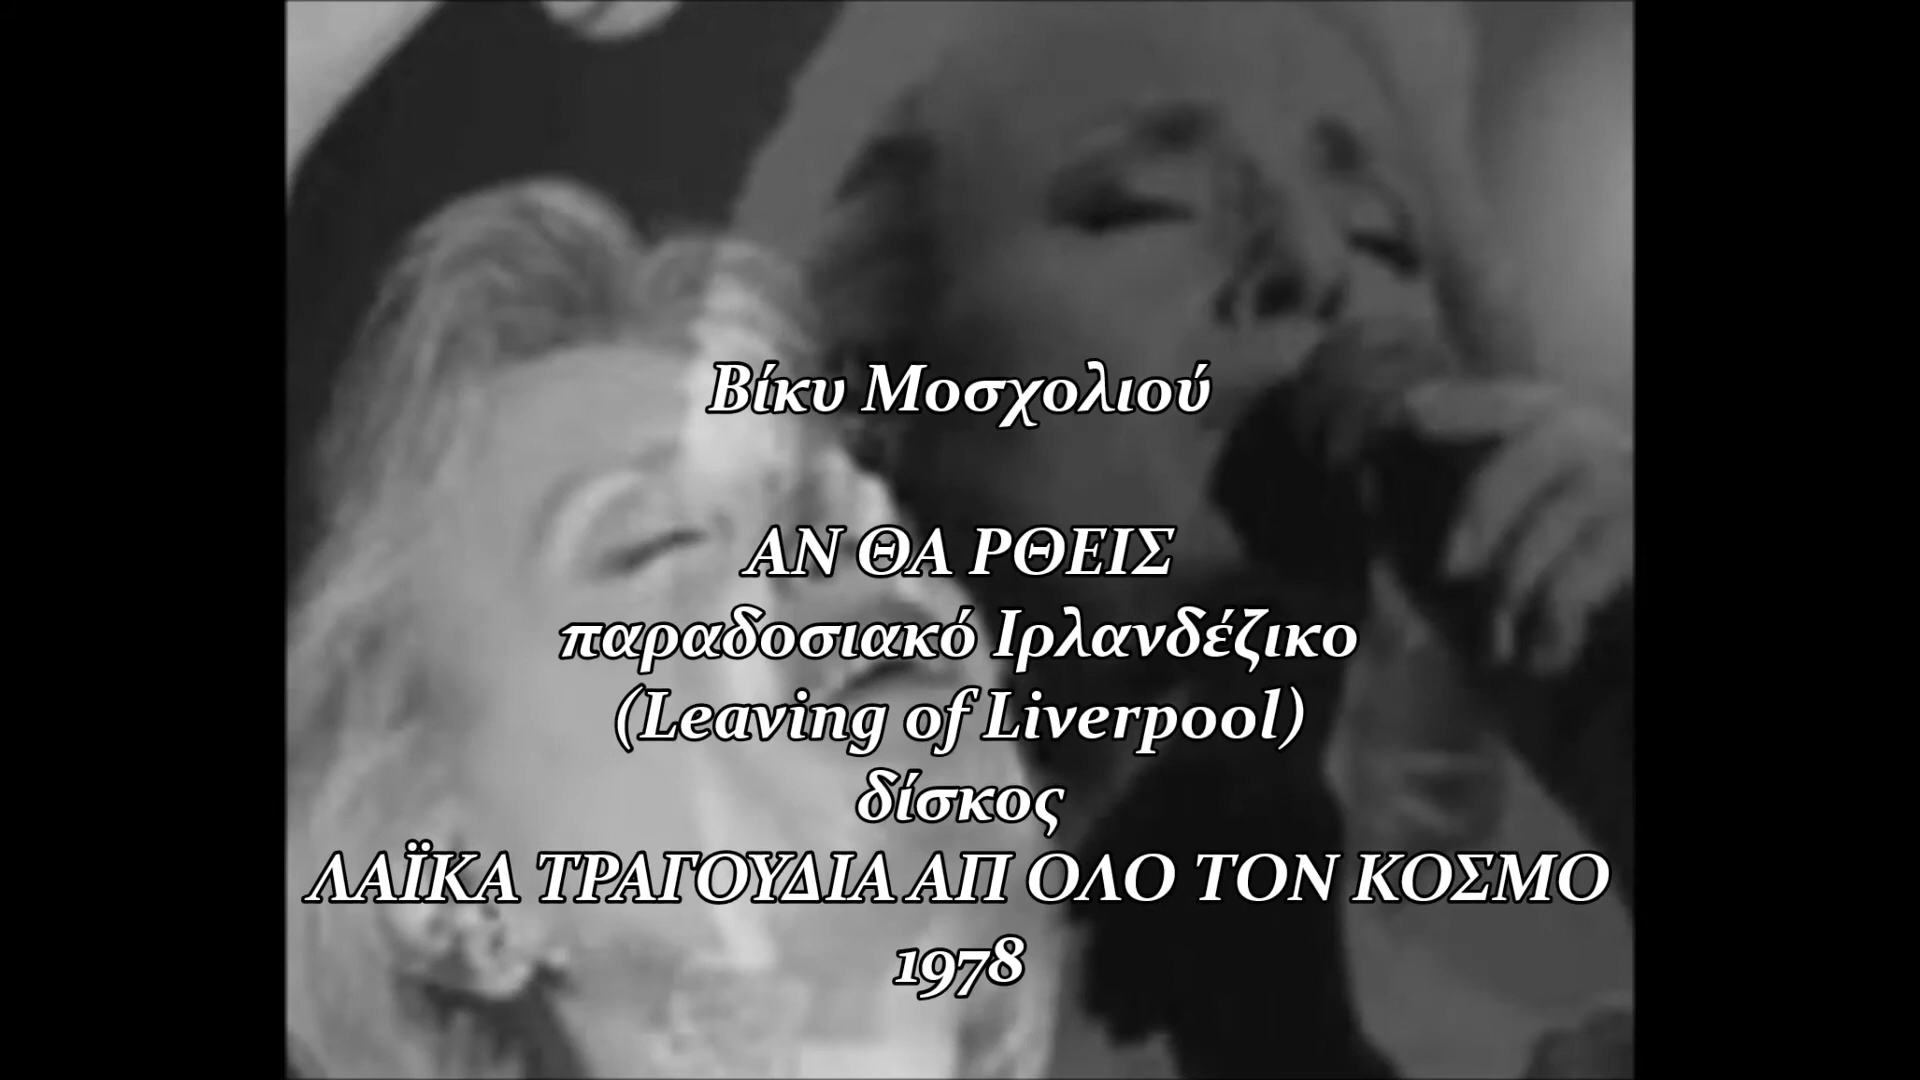 Βίκυ Μοσχολιού
ΑΝ ΘΑ ΡΘΕΙΣ
παραδοσιακό Ιρλανδέζικο
(Leaving of Liverpool)
δίσκος
ΛΑΪΚΑ ΤΡΑΓΟΥΔΙΑ ΑΠ ΟΛΟ ΤΟΝ ΚΟΣΜΟ
1978